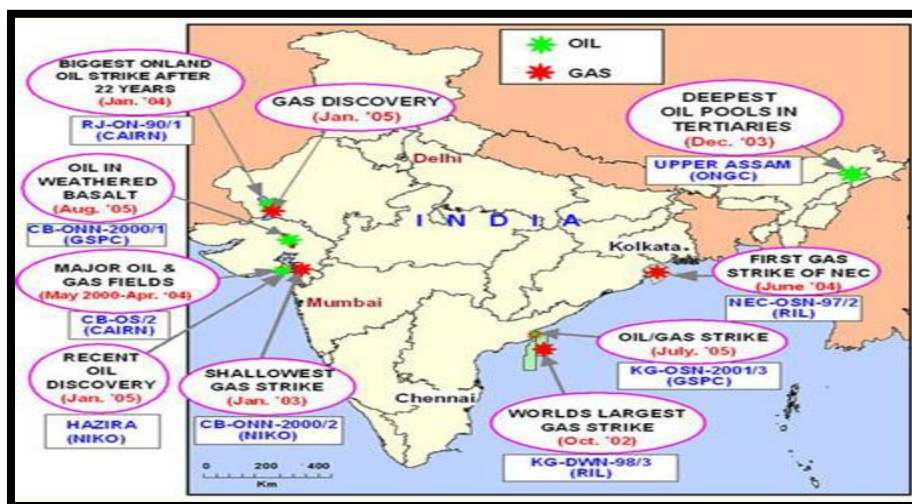 OIL
GAS
BIGGEST ONLAND
OIL STRIKE AFTER
22 YEARS
(Jan. '04)
RJ-ON-90/1
(CAIRN)
GAS DISCOVERY
(Jan. '05)
DEEPEST
OIL POOLS IN
TERTIARIES
(Dec. '03)
UPPER ASSAM
(ONGC)
Delhi
OIL IN
WEATHERED
BASALT
(Aug. '05)
CB-ONN-2000/1
(GSPC)
INDIA
Kolkata
MAJOR OIL &
GAS FIELDS
(May 2000-Apr. '04)
CB-OS/2
(CAIRN)
Mumbai
FIRST GAS
STRIKE OF NEC
(June '04)
NEC-OSN-97/2
(RIL)
RECENT
OIL
DISCOVERY
(Jan. '05)
HAZIRA
(NIKO)
SHALLOWEST
GAS STRIKE
(Jan. '03)
CB-ONN-2000/2
(NIKO)
Chennai
OIL/GAS STRIKE
(July. '05)
KG-OSN-2001/3
(GSPC)
WORLDS LARGEST
GAS STRIKE
(Oct. '02)
KG-DWN-98/3
(RIL)
0 200 400
Km